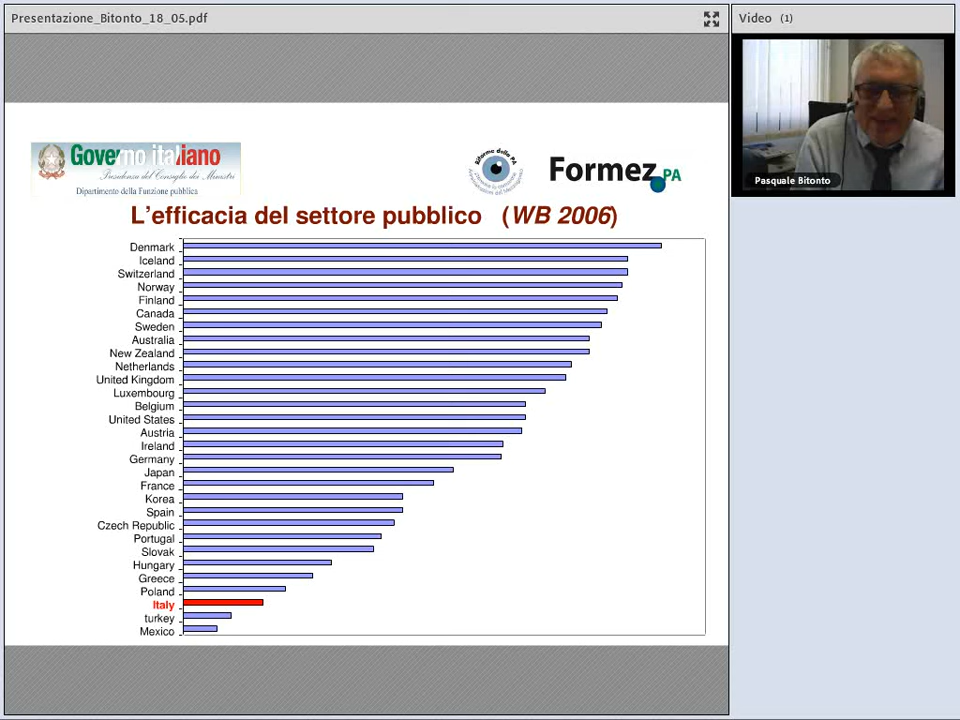 Presentazione_Bitonto_18_05.pdf
Video (1)
Pasquale Bitonto
Governo italiano
Presidenza del Consiglio dei Ministri
Dipartimento della Funzione pubblica
Riforme della PA
Formez PA
L'efficacia del settore pubblico (WB 2006)
Denmark
Iceland
Switzerland
Norway
Finland
Canada
Sweden
Australia
New Zealand
Netherlands
United Kingdom
Luxembourg
Belgium
United States
Austria
Ireland
Germany
Japan
France
Korea
Spain
Czech Republic
Portugal
Slovak
Hungary
Greece
Poland
Italy
turkey
Mexico